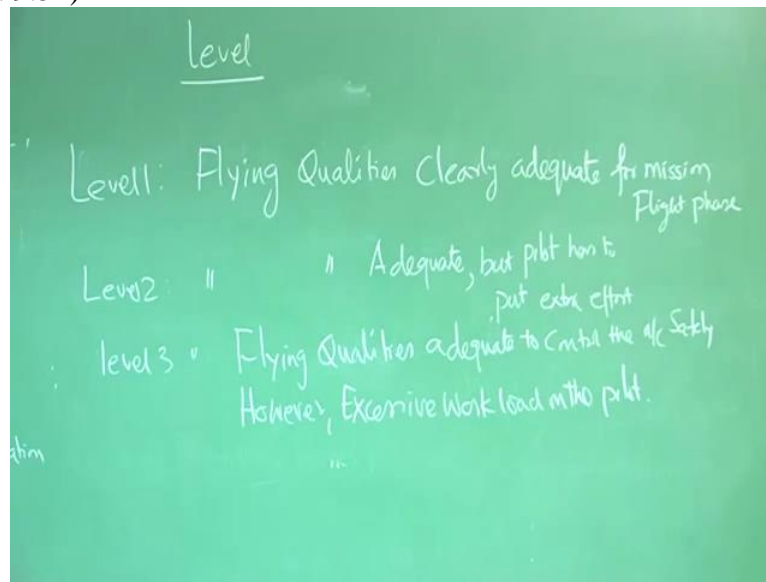 Level
Level1: Flying Qualities Clearly adequate for mission
Flight phase
Level2: " " Adequate, but pilot has to
put extra effort
level 3 " Flying Qualities adequate to Control the a/c Safely
However, Excessive Work load on the pilot.